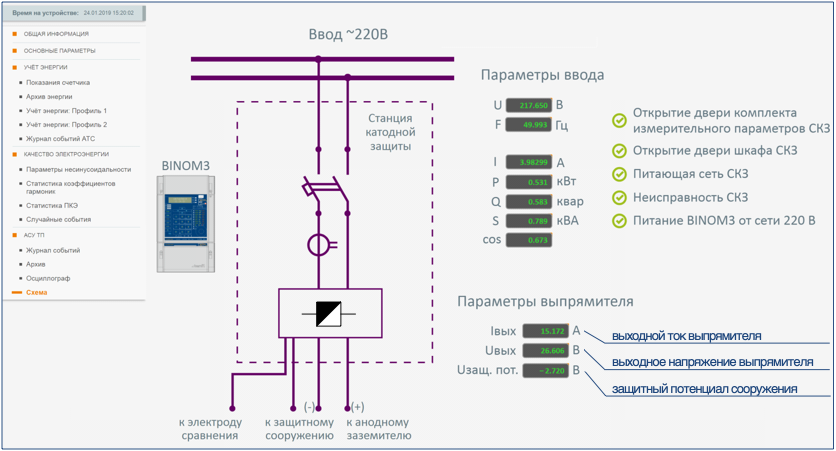 Время на устройстве: 24.01.2019 15:20:02
ОБЩАЯ ИНФОРМАЦИЯ
ОСНОВНЫЕ ПАРАМЕТРЫ
УЧЁТ ЭНЕРГИИ
Показания счетчика
Архив энергии
Учёт энергии: Профиль 1
Учёт энергии: Профиль 2
Журнал событий АТС
КАЧЕСТВО ЭЛЕКТРОЭНЕРГИИ
Параметры несинусоидальности
Статистика коэффициентов
гармоник
Статистика ПКЭ
Случайные события
АСУ ТП
Журнал событий
Архив
Осциллограф
Схема
Ввод ~220В
Станция
катодной
защиты
BINOM3
(-)
(+)
к электроду
сравнения
к защитному
сооружению
к анодному
заземлителю
Параметры ввода
U 217.650 В
F 49.993 Гц
I 3.98299 А
P 0.531 кВт
Q 0.583 квар
S 0.789 кВА
cos 0.673
Открытие двери комплекта
измерительного параметров СКЗ
Открытие двери шкафа СКЗ
Питающая сеть СКЗ
Неисправность СКЗ
Питание BINOM3 от сети 220 В
Параметры выпрямителя
Iвых 15.172 А
Uвых 26.606 В
Uзащ. пот. −2.720 В
выходной ток выпрямителя
выходное напряжение выпрямителя
защитный потенциал сооружения